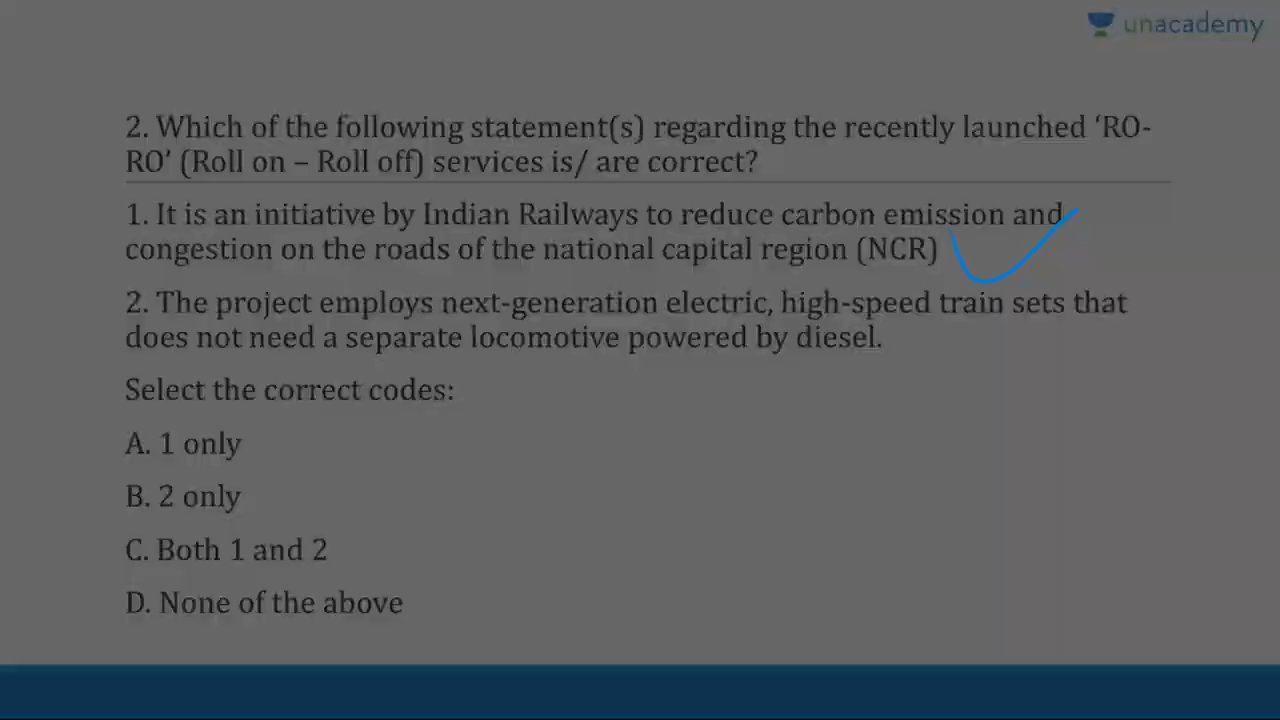 unacademy
2. Which of the following statement(s) regarding the recently launched ‘RO-
RO’ (Roll on – Roll off) services is/ are correct?
1. It is an initiative by Indian Railways to reduce carbon emission and
congestion on the roads of the national capital region (NCR)
2. The project employs next-generation electric, high-speed train sets that
does not need a separate locomotive powered by diesel.
Select the correct codes:
A. 1 only
B. 2 only
C. Both 1 and 2
D. None of the above